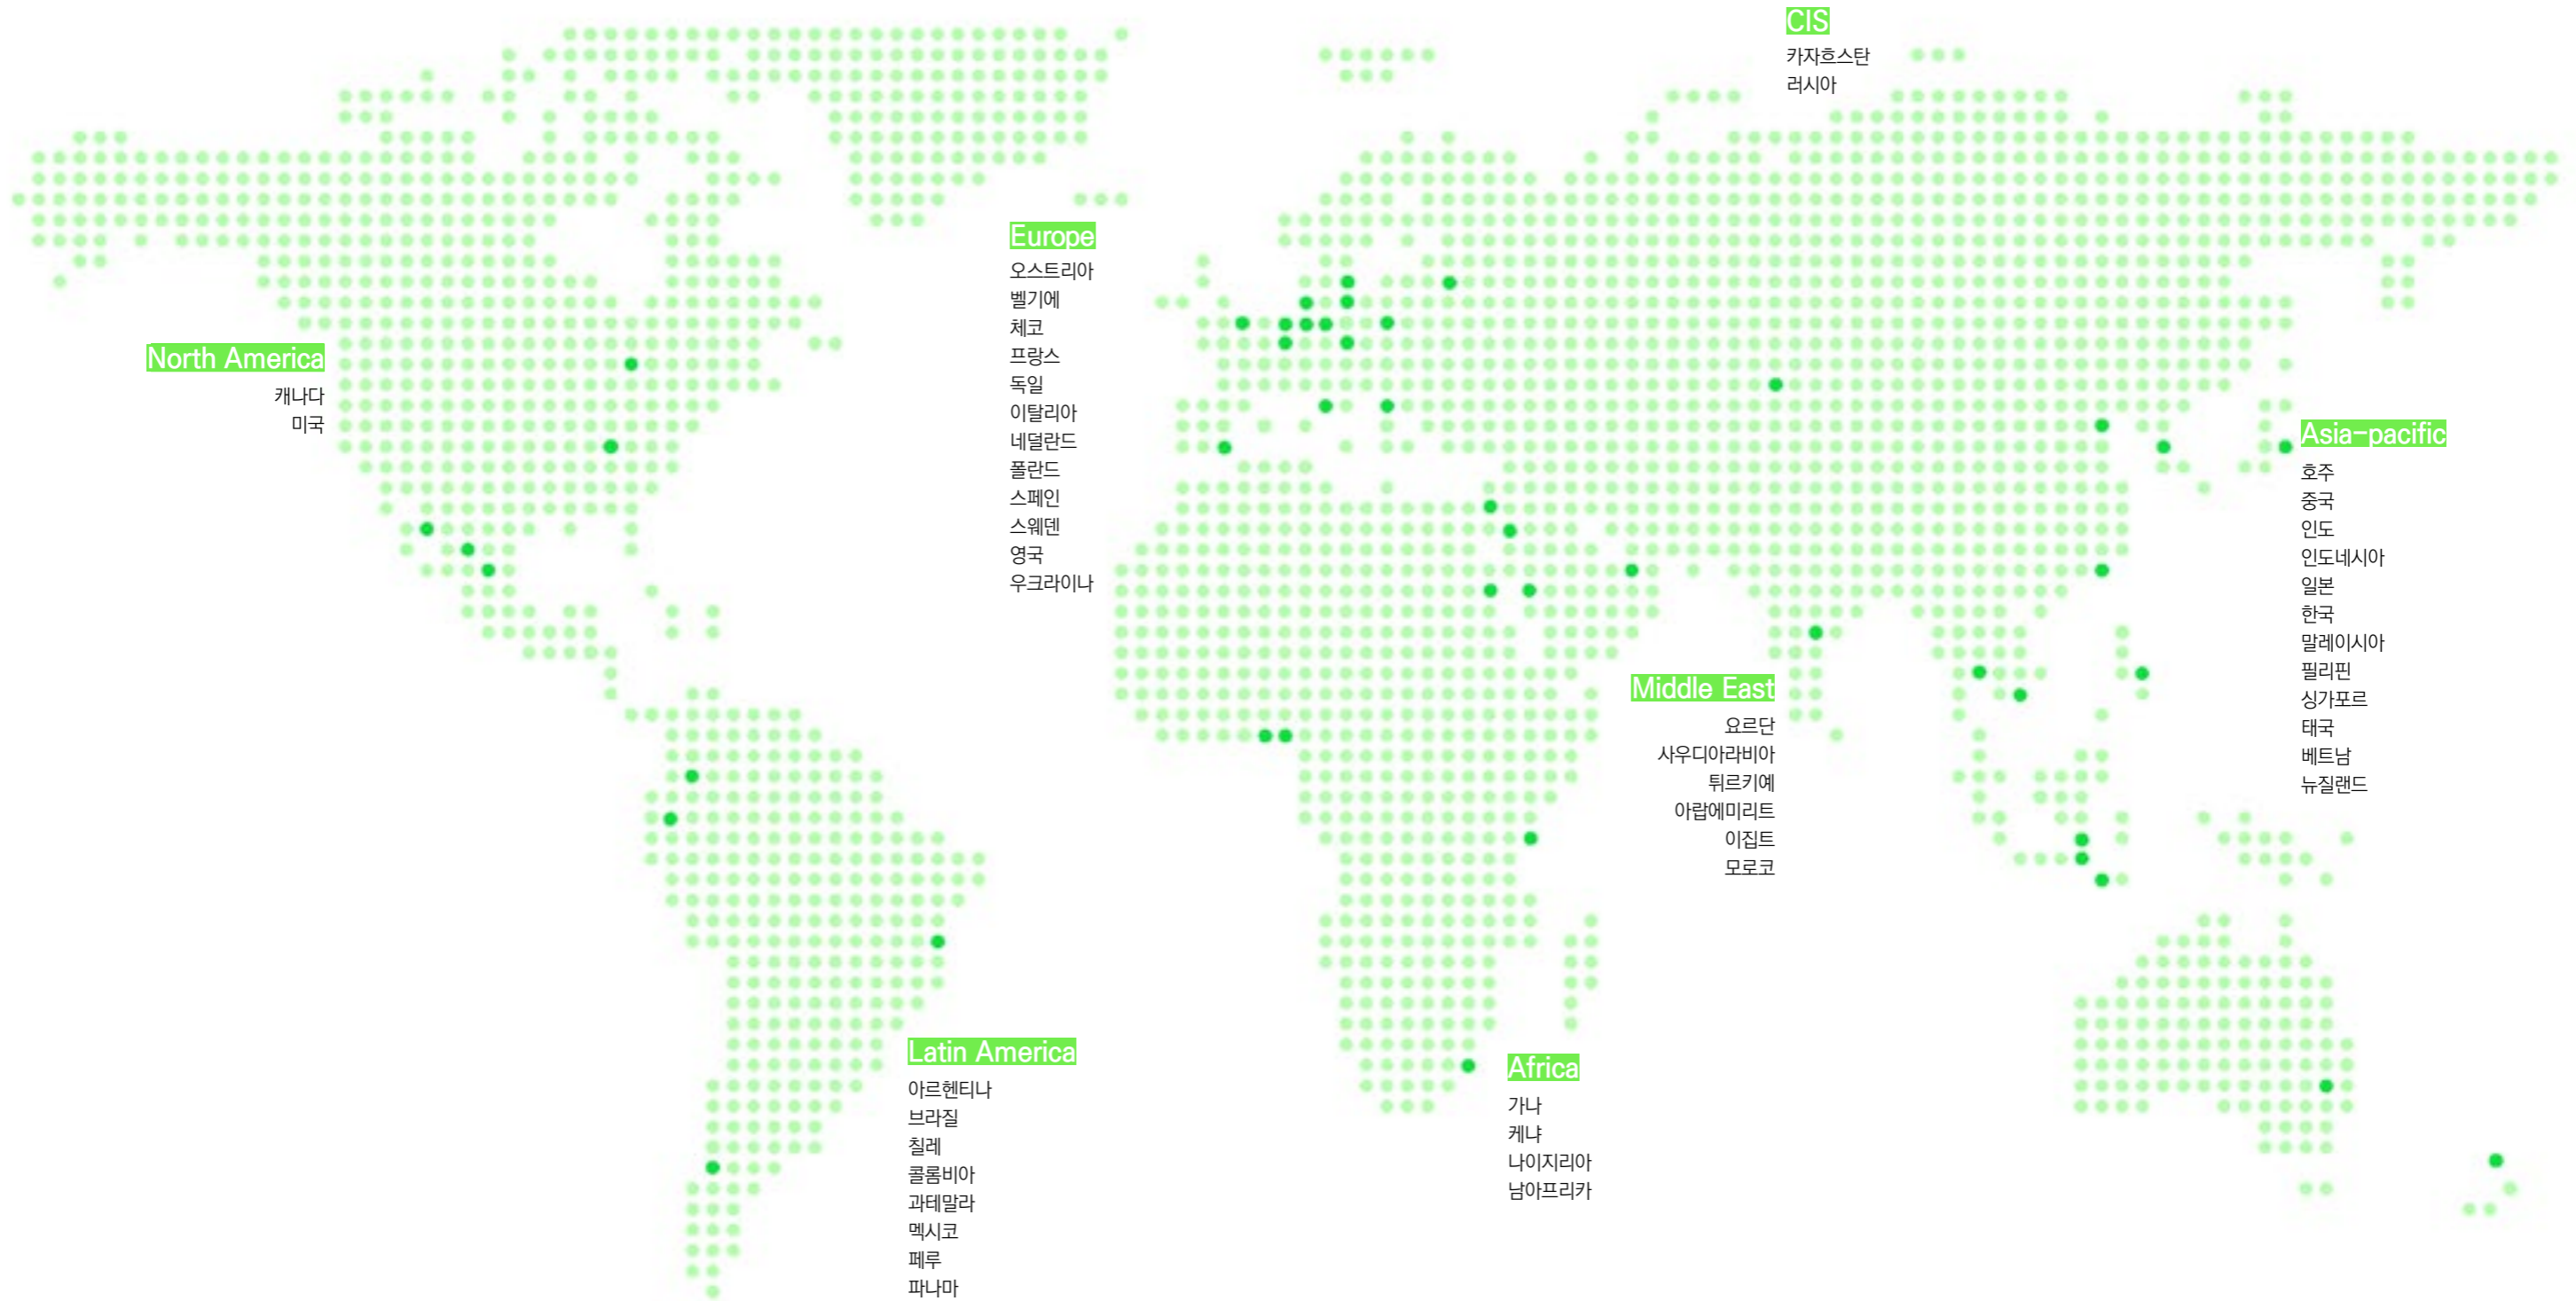 CIS
카자흐스탄
러시아
Europe
오스트리아
벨기에
체코
프랑스
독일
이탈리아
네덜란드
폴란드
스페인
스웨덴
영국
우크라이나
North America
캐나다
미국
Asia-pacific
호주
중국
인도
인도네시아
일본
한국
말레이시아
필리핀
싱가포르
태국
베트남
뉴질랜드
Middle East
요르단
사우디아라비아
튀르키예
아랍에미리트
이집트
모로코
Latin America
아르헨티나
브라질
칠레
콜롬비아
과테말라
멕시코
페루
파나마
Africa
가나
케냐
나이지리아
남아프리카